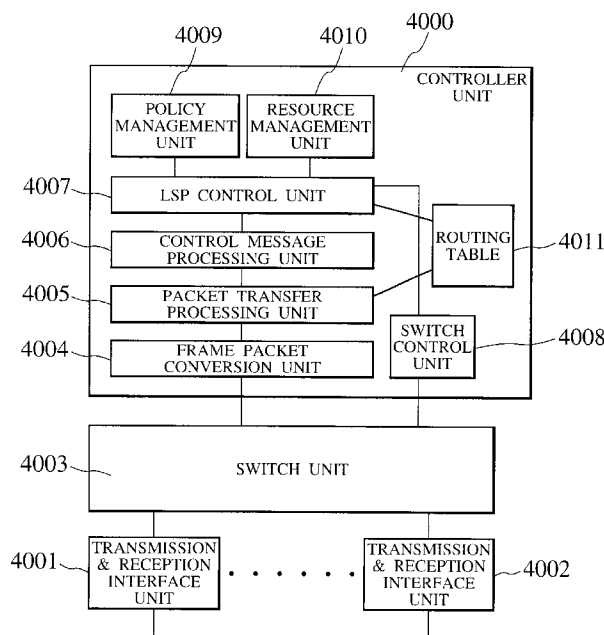 4009
4010
4000
CONTROLLER
UNIT
POLICY
MANAGEMENT
UNIT
RESOURCE
MANAGEMENT
UNIT
4007
LSP CONTROL UNIT
4006
CONTROL MESSAGE
PROCESSING UNIT
ROUTING
TABLE
4011
4005
PACKET TRANSFER
PROCESSING UNIT
4004
FRAME PACKET
CONVERSION UNIT
SWITCH
CONTROL
UNIT
4008
4003
SWITCH UNIT
4001
TRANSMISSION
& RECEPTION
INTERFACE
UNIT
TRANSMISSION
& RECEPTION
INTERFACE
UNIT
4002